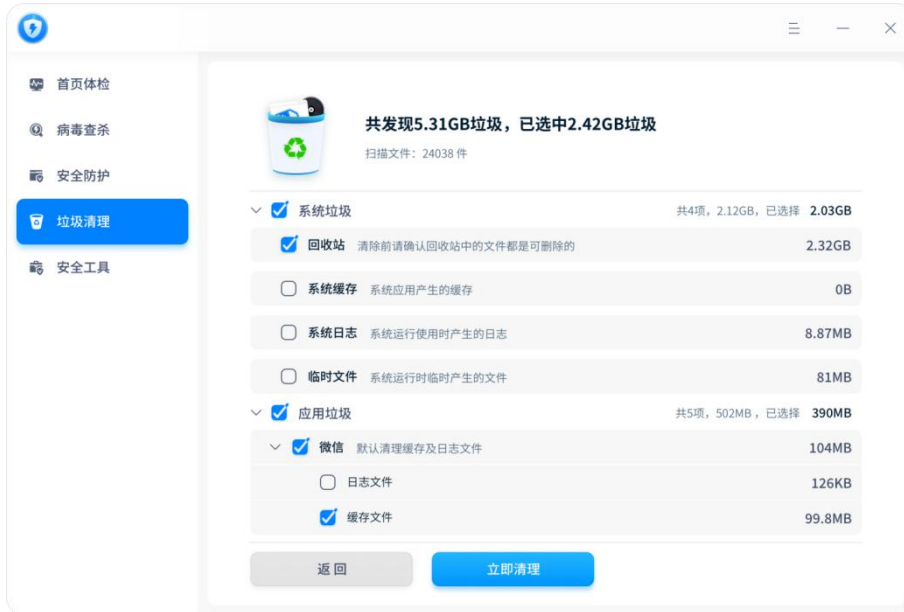 首页体检
病毒查杀
安全防护
垃圾清理
安全工具
共发现5.31GB垃圾，已选中2.42GB垃圾
扫描文件：24038 件
系统垃圾 共4项，2.12GB，已选择 2.03GB
回收站 清除前请确认回收站中的文件都是可删除的 2.32GB
系统缓存 系统应用产生的缓存 0B
系统日志 系统运行使用时产生的日志 8.87MB
临时文件 系统运行时临时产生的文件 81MB
应用垃圾 共5项，502MB ，已选择 390MB
微信 默认清理缓存及日志文件 104MB
日志文件 126KB
缓存文件 99.8MB
返回 立即清理